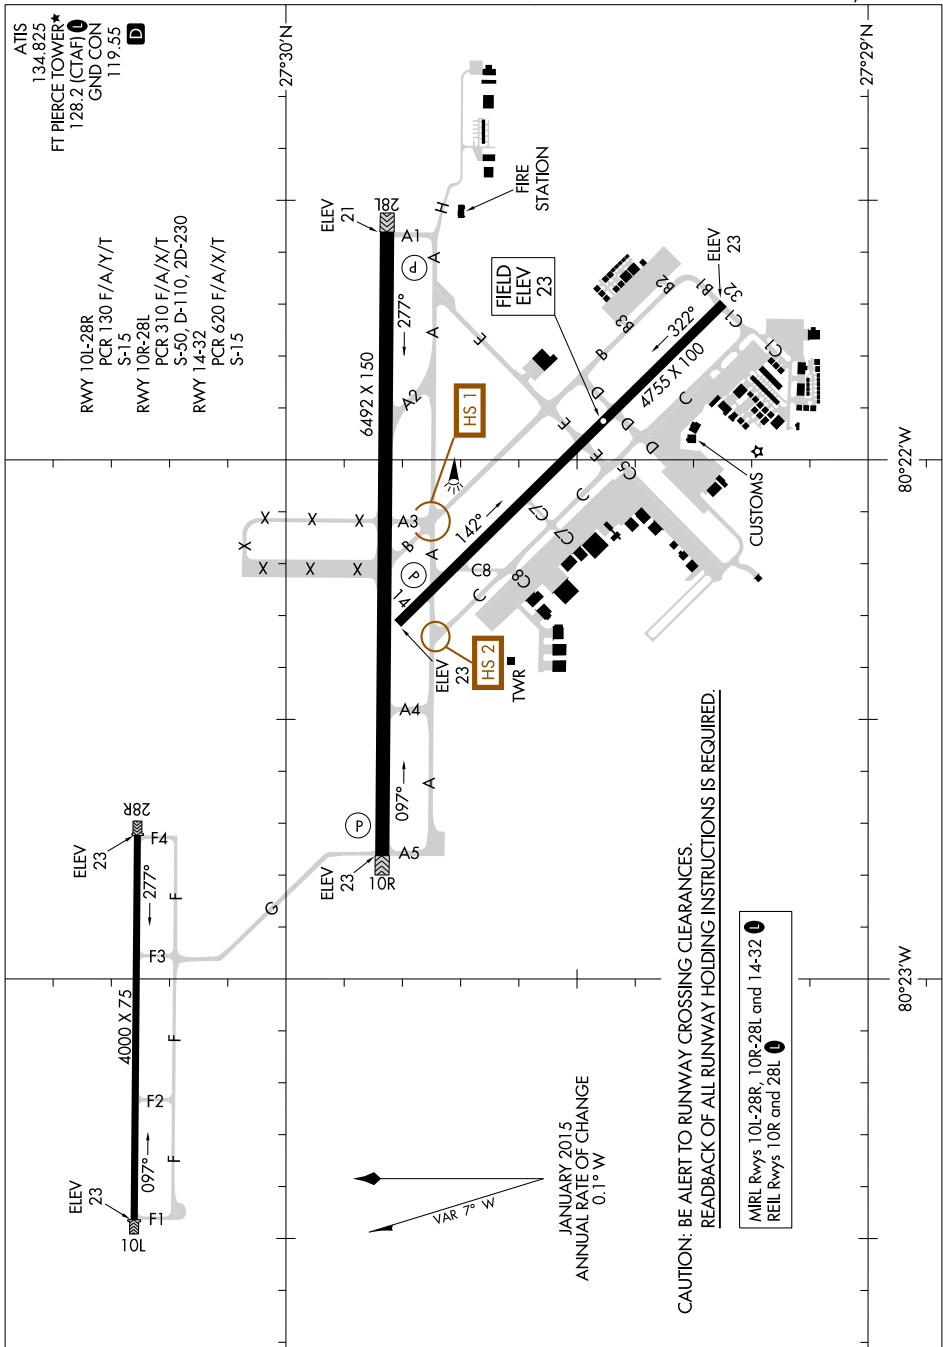 ATIS
134.825
FT PIERCE TOWER★
128.2 (CTAF) L
GND CON
119.55
D
RWY 10L-28R
PCR 130 F/A/Y/T
S-15
RWY 10R-28L
PCR 310 F/A/X/T
S-50, D-110, 2D-230
RWY 14-32
PCR 620 F/A/X/T
S-15
27°30'N
27°29'N
80°22'W
80°23'W
ELEV
21
28L
A1
H
FIRE
STATION
P
A
277°
6492 X 150
A
A2
E
FIELD
ELEV
23
B2
B1
B3
B
ELEV
23
32
C1
322°
4755 X 100
C1
D
D
D
E
E
C
C5
C
CUSTOMS
HS 1
X
X
X
X
X
X
X
A3
B
A
P
14
142°
C7
C7
C8
C8
C
ELEV
23
HS 2
TWR
A4
A
097°
P
A5
ELEV
23
10R
G
28R
ELEV
23
F4
277°
F
F3
4000 X 75
F
F2
F
097°
ELEV
23
F1
10L
VAR 7° W
JANUARY 2015
ANNUAL RATE OF CHANGE
0.1° W
CAUTION: BE ALERT TO RUNWAY CROSSING CLEARANCES.
READBACK OF ALL RUNWAY HOLDING INSTRUCTIONS IS REQUIRED.
MIRL Rwys 10L-28R, 10R-28L and 14-32 L
REIL Rwys 10R and 28L L